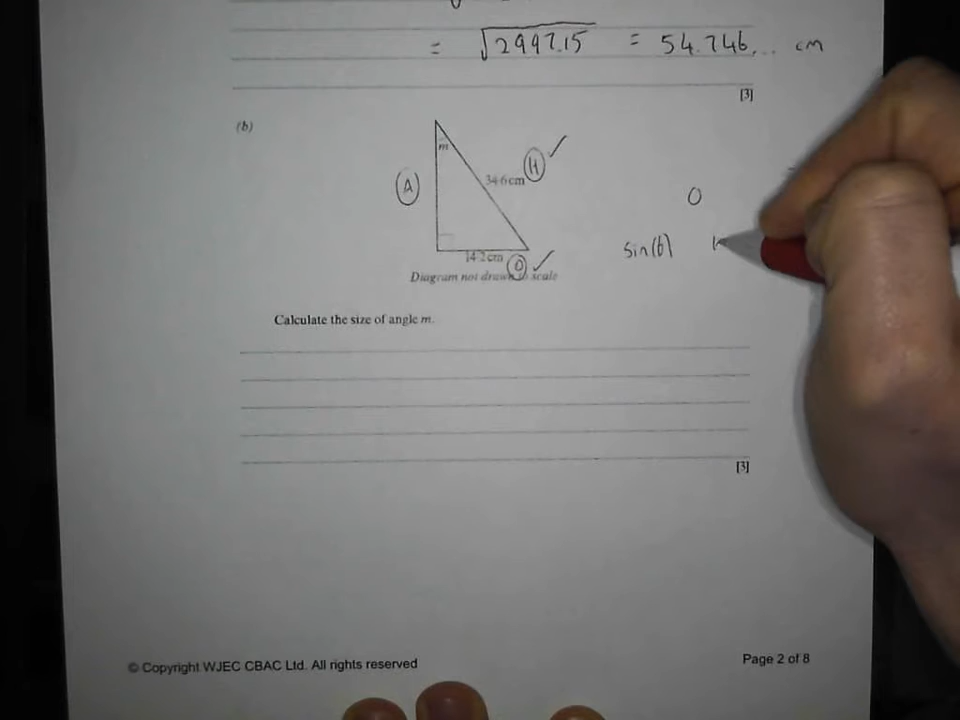 = √2997.15 = 54.746... cm
[3]
(b)
m
A
34·6cm H ✓
O
sin(θ) H
14·2cm O ✓
Diagram not drawn to scale
Calculate the size of angle m.
[3]
© Copyright WJEC CBAC Ltd. All rights reserved
Page 2 of 8